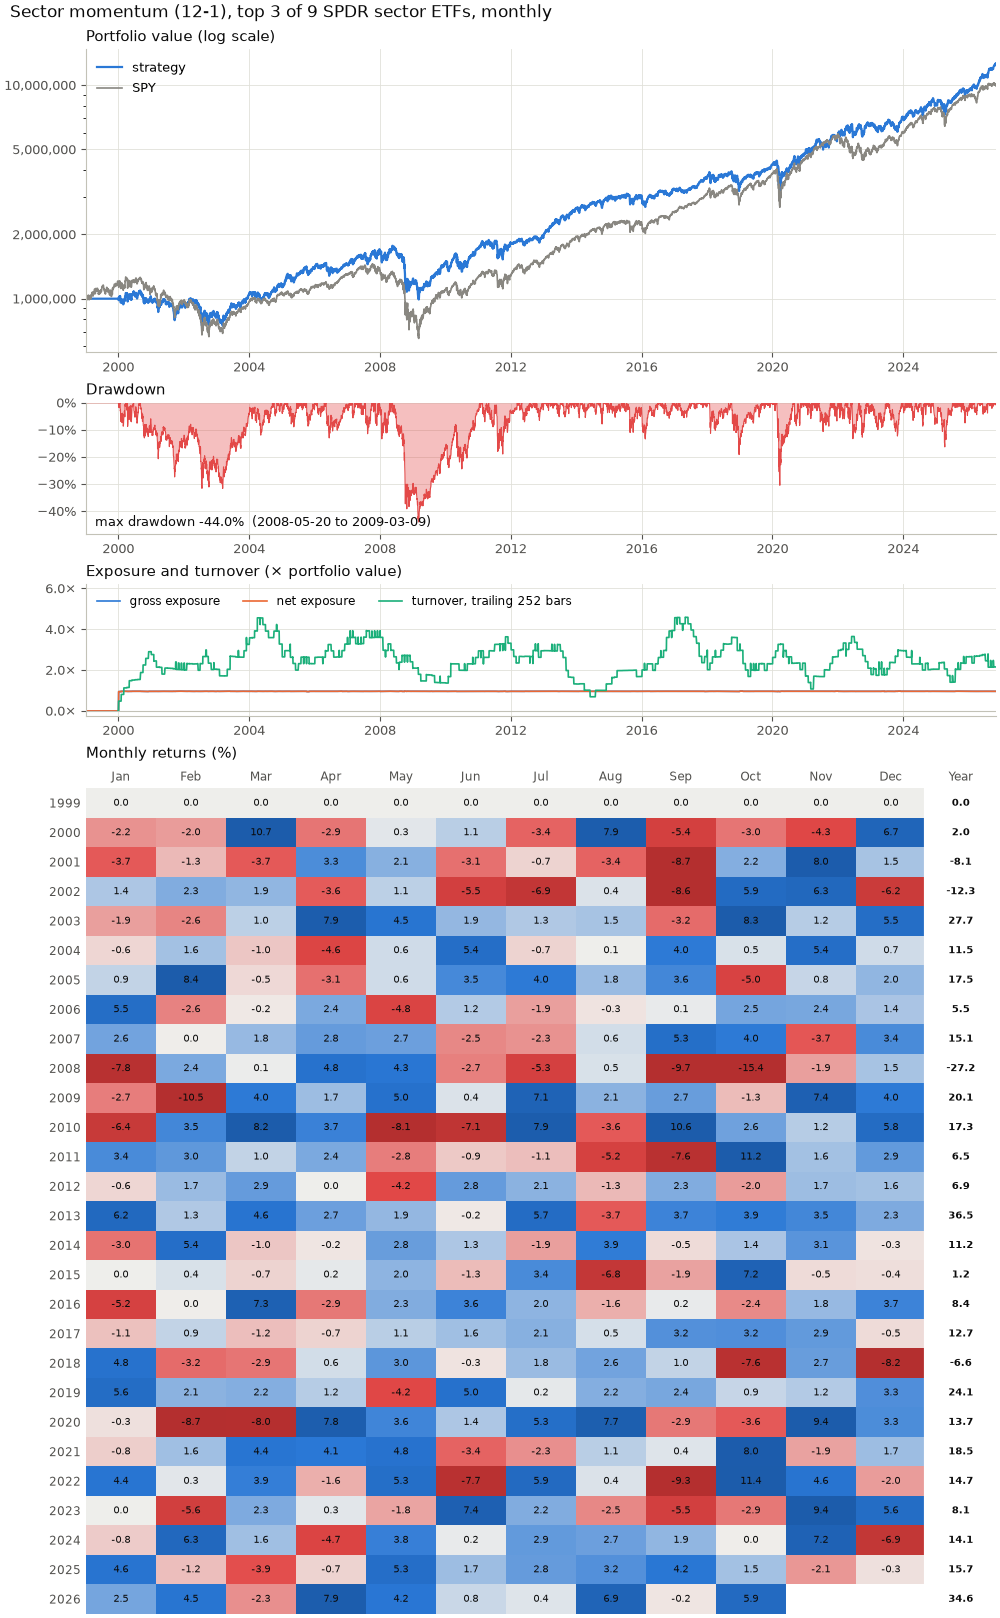 Sector momentum (12-1), top 3 of 9 SPDR sector ETFs, monthly
Portfolio value (log scale)
strategy
SPY
10,000,000
5,000,000
2,000,000
1,000,000
2000 2004 2008 2012 2016 2020 2024
Drawdown
0%
−10%
−20%
−30%
−40%
max drawdown -44.0% (2008-05-20 to 2009-03-09)
2000 2004 2008 2012 2016 2020 2024
Exposure and turnover (× portfolio value)
gross exposure net exposure turnover, trailing 252 bars
6.0×
4.0×
2.0×
0.0×
2000 2004 2008 2012 2016 2020 2024
Monthly returns (%)
Jan Feb Mar Apr May Jun Jul Aug Sep Oct Nov Dec Year
1999 0.0 0.0 0.0 0.0 0.0 0.0 0.0 0.0 0.0 0.0 0.0 0.0 0.0
2000 -2.2 -2.0 10.7 -2.9 0.3 1.1 -3.4 7.9 -5.4 -3.0 -4.3 6.7 2.0
2001 -3.7 -1.3 -3.7 3.3 2.1 -3.1 -0.7 -3.4 -8.7 2.2 8.0 1.5 -8.1
2002 1.4 2.3 1.9 -3.6 1.1 -5.5 -6.9 0.4 -8.6 5.9 6.3 -6.2 -12.3
2003 -1.9 -2.6 1.0 7.9 4.5 1.9 1.3 1.5 -3.2 8.3 1.2 5.5 27.7
2004 -0.6 1.6 -1.0 -4.6 0.6 5.4 -0.7 0.1 4.0 0.5 5.4 0.7 11.5
2005 0.9 8.4 -0.5 -3.1 0.6 3.5 4.0 1.8 3.6 -5.0 0.8 2.0 17.5
2006 5.5 -2.6 -0.2 2.4 -4.8 1.2 -1.9 -0.3 0.1 2.5 2.4 1.4 5.5
2007 2.6 0.0 1.8 2.8 2.7 -2.5 -2.3 0.6 5.3 4.0 -3.7 3.4 15.1
2008 -7.8 2.4 0.1 4.8 4.3 -2.7 -5.3 0.5 -9.7 -15.4 -1.9 1.5 -27.2
2009 -2.7 -10.5 4.0 1.7 5.0 0.4 7.1 2.1 2.7 -1.3 7.4 4.0 20.1
2010 -6.4 3.5 8.2 3.7 -8.1 -7.1 7.9 -3.6 10.6 2.6 1.2 5.8 17.3
2011 3.4 3.0 1.0 2.4 -2.8 -0.9 -1.1 -5.2 -7.6 11.2 1.6 2.9 6.5
2012 -0.6 1.7 2.9 0.0 -4.2 2.8 2.1 -1.3 2.3 -2.0 1.7 1.6 6.9
2013 6.2 1.3 4.6 2.7 1.9 -0.2 5.7 -3.7 3.7 3.9 3.5 2.3 36.5
2014 -3.0 5.4 -1.0 -0.2 2.8 1.3 -1.9 3.9 -0.5 1.4 3.1 -0.3 11.2
2015 0.0 0.4 -0.7 0.2 2.0 -1.3 3.4 -6.8 -1.9 7.2 -0.5 -0.4 1.2
2016 -5.2 0.0 7.3 -2.9 2.3 3.6 2.0 -1.6 0.2 -2.4 1.8 3.7 8.4
2017 -1.1 0.9 -1.2 -0.7 1.1 1.6 2.1 0.5 3.2 3.2 2.9 -0.5 12.7
2018 4.8 -3.2 -2.9 0.6 3.0 -0.3 1.8 2.6 1.0 -7.6 2.7 -8.2 -6.6
2019 5.6 2.1 2.2 1.2 -4.2 5.0 0.2 2.2 2.4 0.9 1.2 3.3 24.1
2020 -0.3 -8.7 -8.0 7.8 3.6 1.4 5.3 7.7 -2.9 -3.6 9.4 3.3 13.7
2021 -0.8 1.6 4.4 4.1 4.8 -3.4 -2.3 1.1 0.4 8.0 -1.9 1.7 18.5
2022 4.4 0.3 3.9 -1.6 5.3 -7.7 5.9 0.4 -9.3 11.4 4.6 -2.0 14.7
2023 0.0 -5.6 2.3 0.3 -1.8 7.4 2.2 -2.5 -5.5 -2.9 9.4 5.6 8.1
2024 -0.8 6.3 1.6 -4.7 3.8 0.2 2.9 2.7 1.9 0.0 7.2 -6.9 14.1
2025 4.6 -1.2 -3.9 -0.7 5.3 1.7 2.8 3.2 4.2 1.5 -2.1 -0.3 15.7
2026 2.5 4.5 -2.3 7.9 4.2 0.8 0.4 6.9 -0.2 5.9 34.6